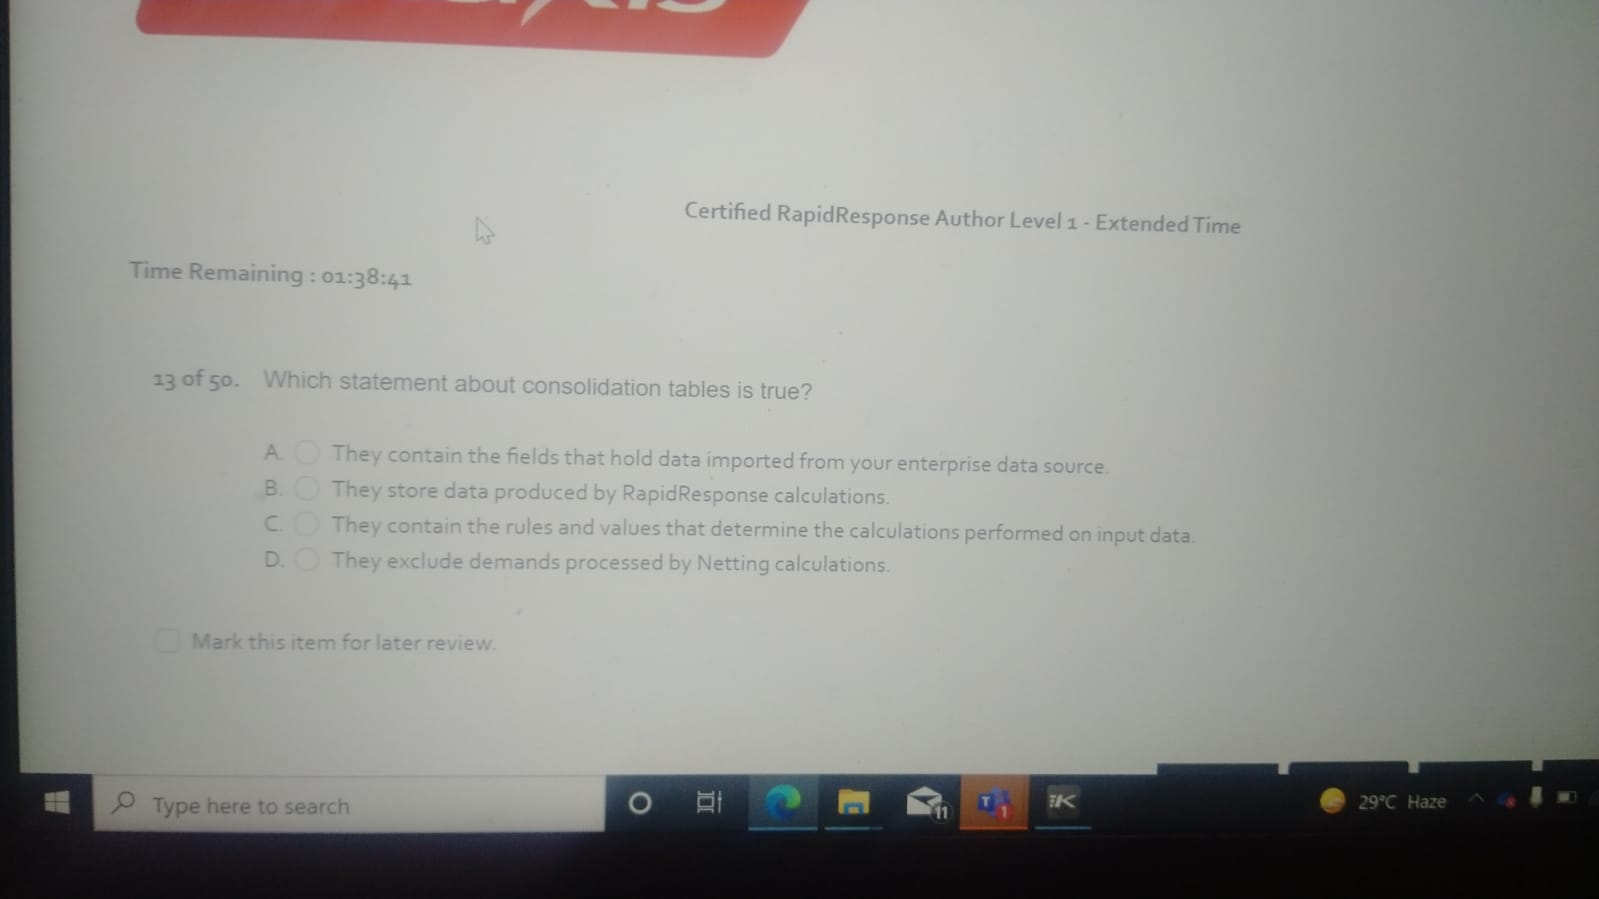 Certified RapidResponse Author Level 1 - Extended Time
Time Remaining : 01:38:41
13 of 50. Which statement about consolidation tables is true?
A. They contain the fields that hold data imported from your enterprise data source.
B. They store data produced by RapidResponse calculations.
C. They contain the rules and values that determine the calculations performed on input data.
D. They exclude demands processed by Netting calculations.
Mark this item for later review.
Type here to search
11
T
1
K
29°C Haze